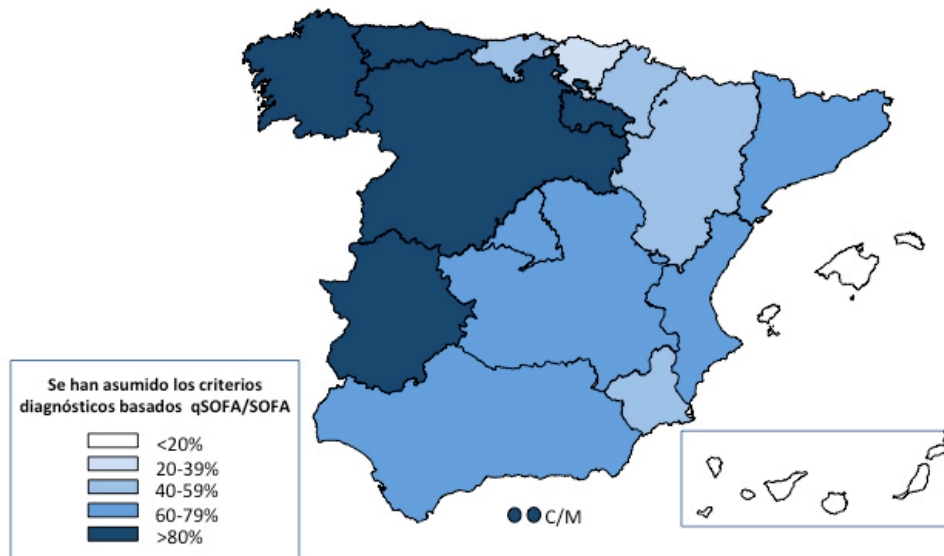 Se han asumido los criterios
diagnósticos basados qSOFA/SOFA
<20%
20-39%
40-59%
60-79%
>80%
C/M